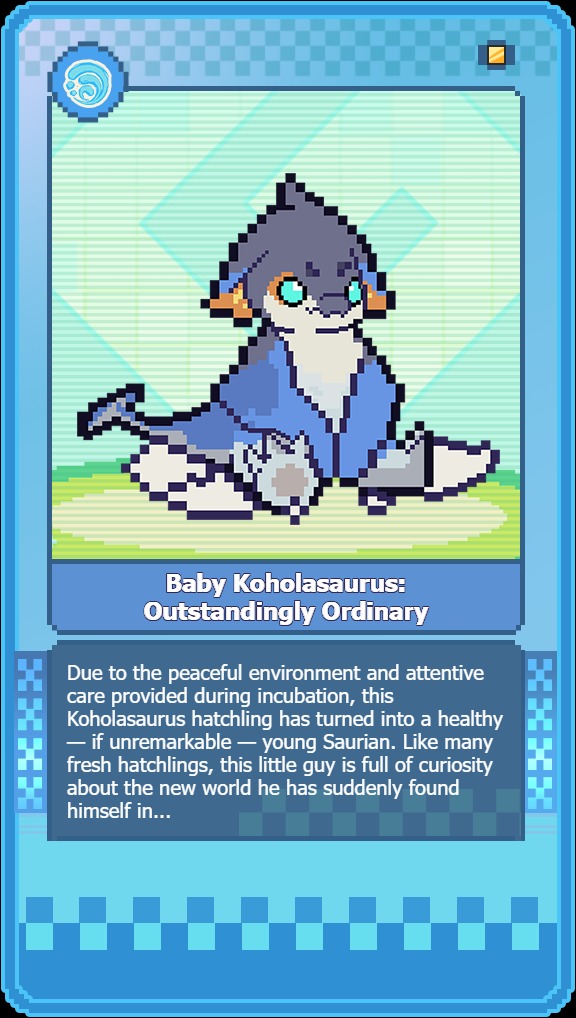 Baby Koholasaurus:
Outstandingly Ordinary
Due to the peaceful environment and attentive
care provided during incubation, this
Koholasaurus hatchling has turned into a healthy
— if unremarkable — young Saurian. Like many
fresh hatchlings, this little guy is full of curiosity
about the new world he has suddenly found
himself in...